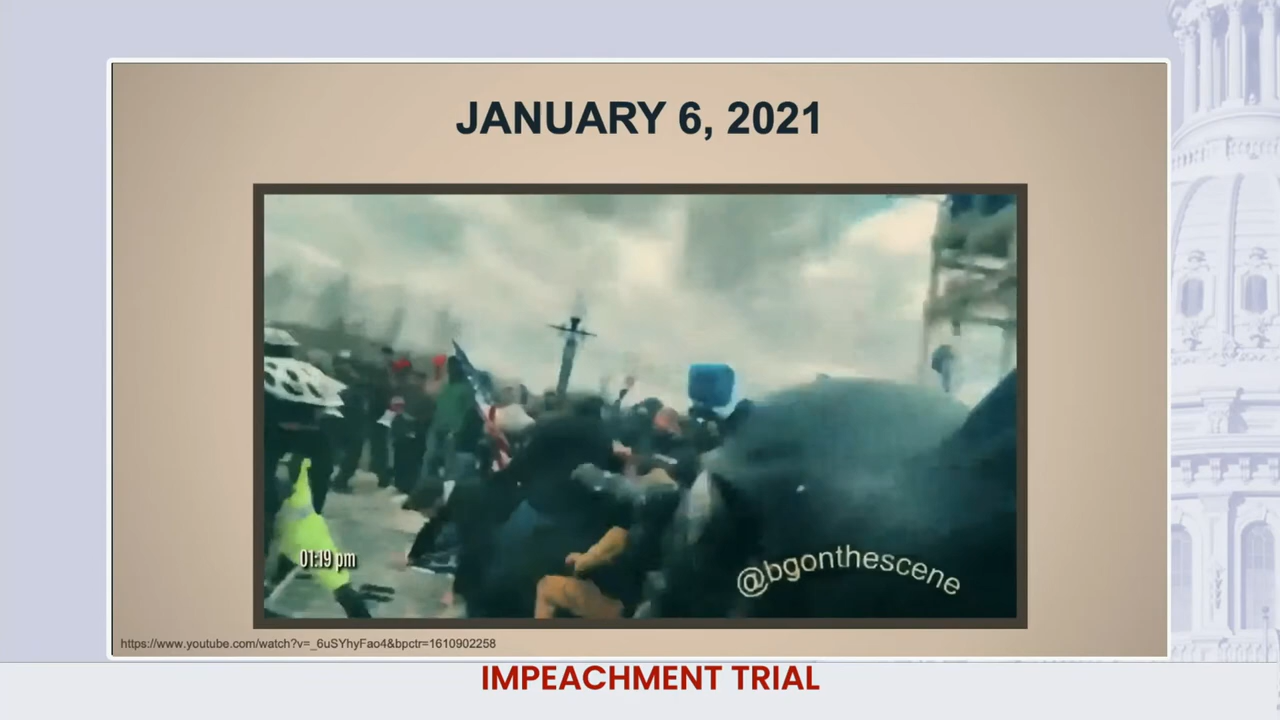 JANUARY 6, 2021
01:19 pm
@bgonthescene
https://www.youtube.com/watch?v=_6uSYhyFao4&bpctr=1610902258
IMPEACHMENT TRIAL